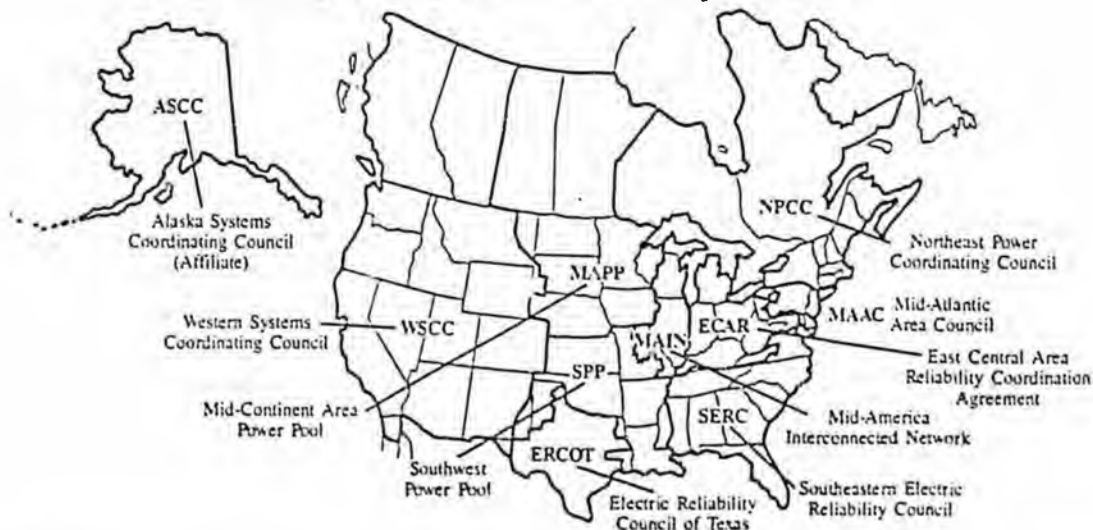 ASCC
Alaska Systems
Coordinating Council
(Affiliate)
NPCC
Northeast Power
Coordinating Council
MAPP
Western Systems
Coordinating Council
WSCC
MAIN
ECAR
MAAC Mid-Atlantic
Area Council
East Central Area
Reliability Coordination
Agreement
SPP
Mid-Continent Area
Power Pool
SERC
Mid-America
Interconnected Network
Southwest
Power Pool
ERCOT
Electric Reliability
Council of Texas
Southeastern Electric
Reliability Council